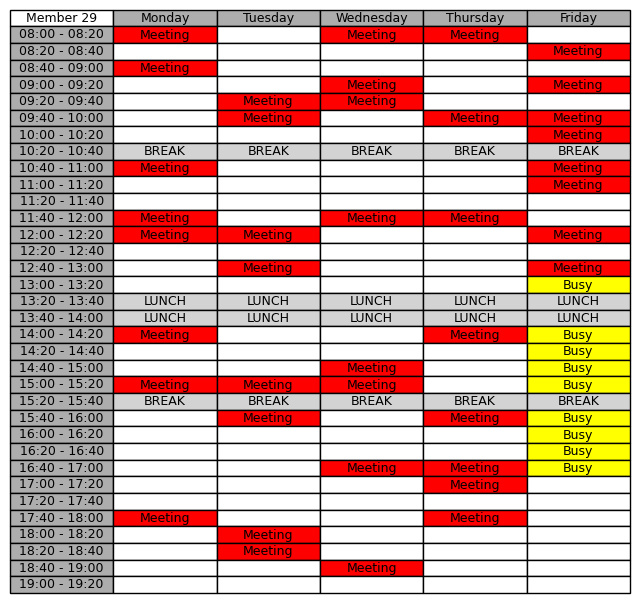 Member 29 Monday Tuesday Wednesday Thursday Friday
08:00 - 08:20 Meeting Meeting Meeting
08:20 - 08:40 Meeting
08:40 - 09:00 Meeting
09:00 - 09:20 Meeting Meeting
09:20 - 09:40 Meeting Meeting
09:40 - 10:00 Meeting Meeting Meeting
10:00 - 10:20 Meeting
10:20 - 10:40 BREAK BREAK BREAK BREAK BREAK
10:40 - 11:00 Meeting Meeting
11:00 - 11:20 Meeting
11:20 - 11:40
11:40 - 12:00 Meeting Meeting Meeting
12:00 - 12:20 Meeting Meeting Meeting
12:20 - 12:40
12:40 - 13:00 Meeting Meeting
13:00 - 13:20 Busy
13:20 - 13:40 LUNCH LUNCH LUNCH LUNCH LUNCH
13:40 - 14:00 LUNCH LUNCH LUNCH LUNCH LUNCH
14:00 - 14:20 Meeting Meeting Busy
14:20 - 14:40 Busy
14:40 - 15:00 Meeting Busy
15:00 - 15:20 Meeting Meeting Meeting Busy
15:20 - 15:40 BREAK BREAK BREAK BREAK BREAK
15:40 - 16:00 Meeting Meeting Busy
16:00 - 16:20 Busy
16:20 - 16:40 Busy
16:40 - 17:00 Meeting Meeting Busy
17:00 - 17:20 Meeting
17:20 - 17:40
17:40 - 18:00 Meeting Meeting
18:00 - 18:20 Meeting
18:20 - 18:40 Meeting
18:40 - 19:00 Meeting
19:00 - 19:20